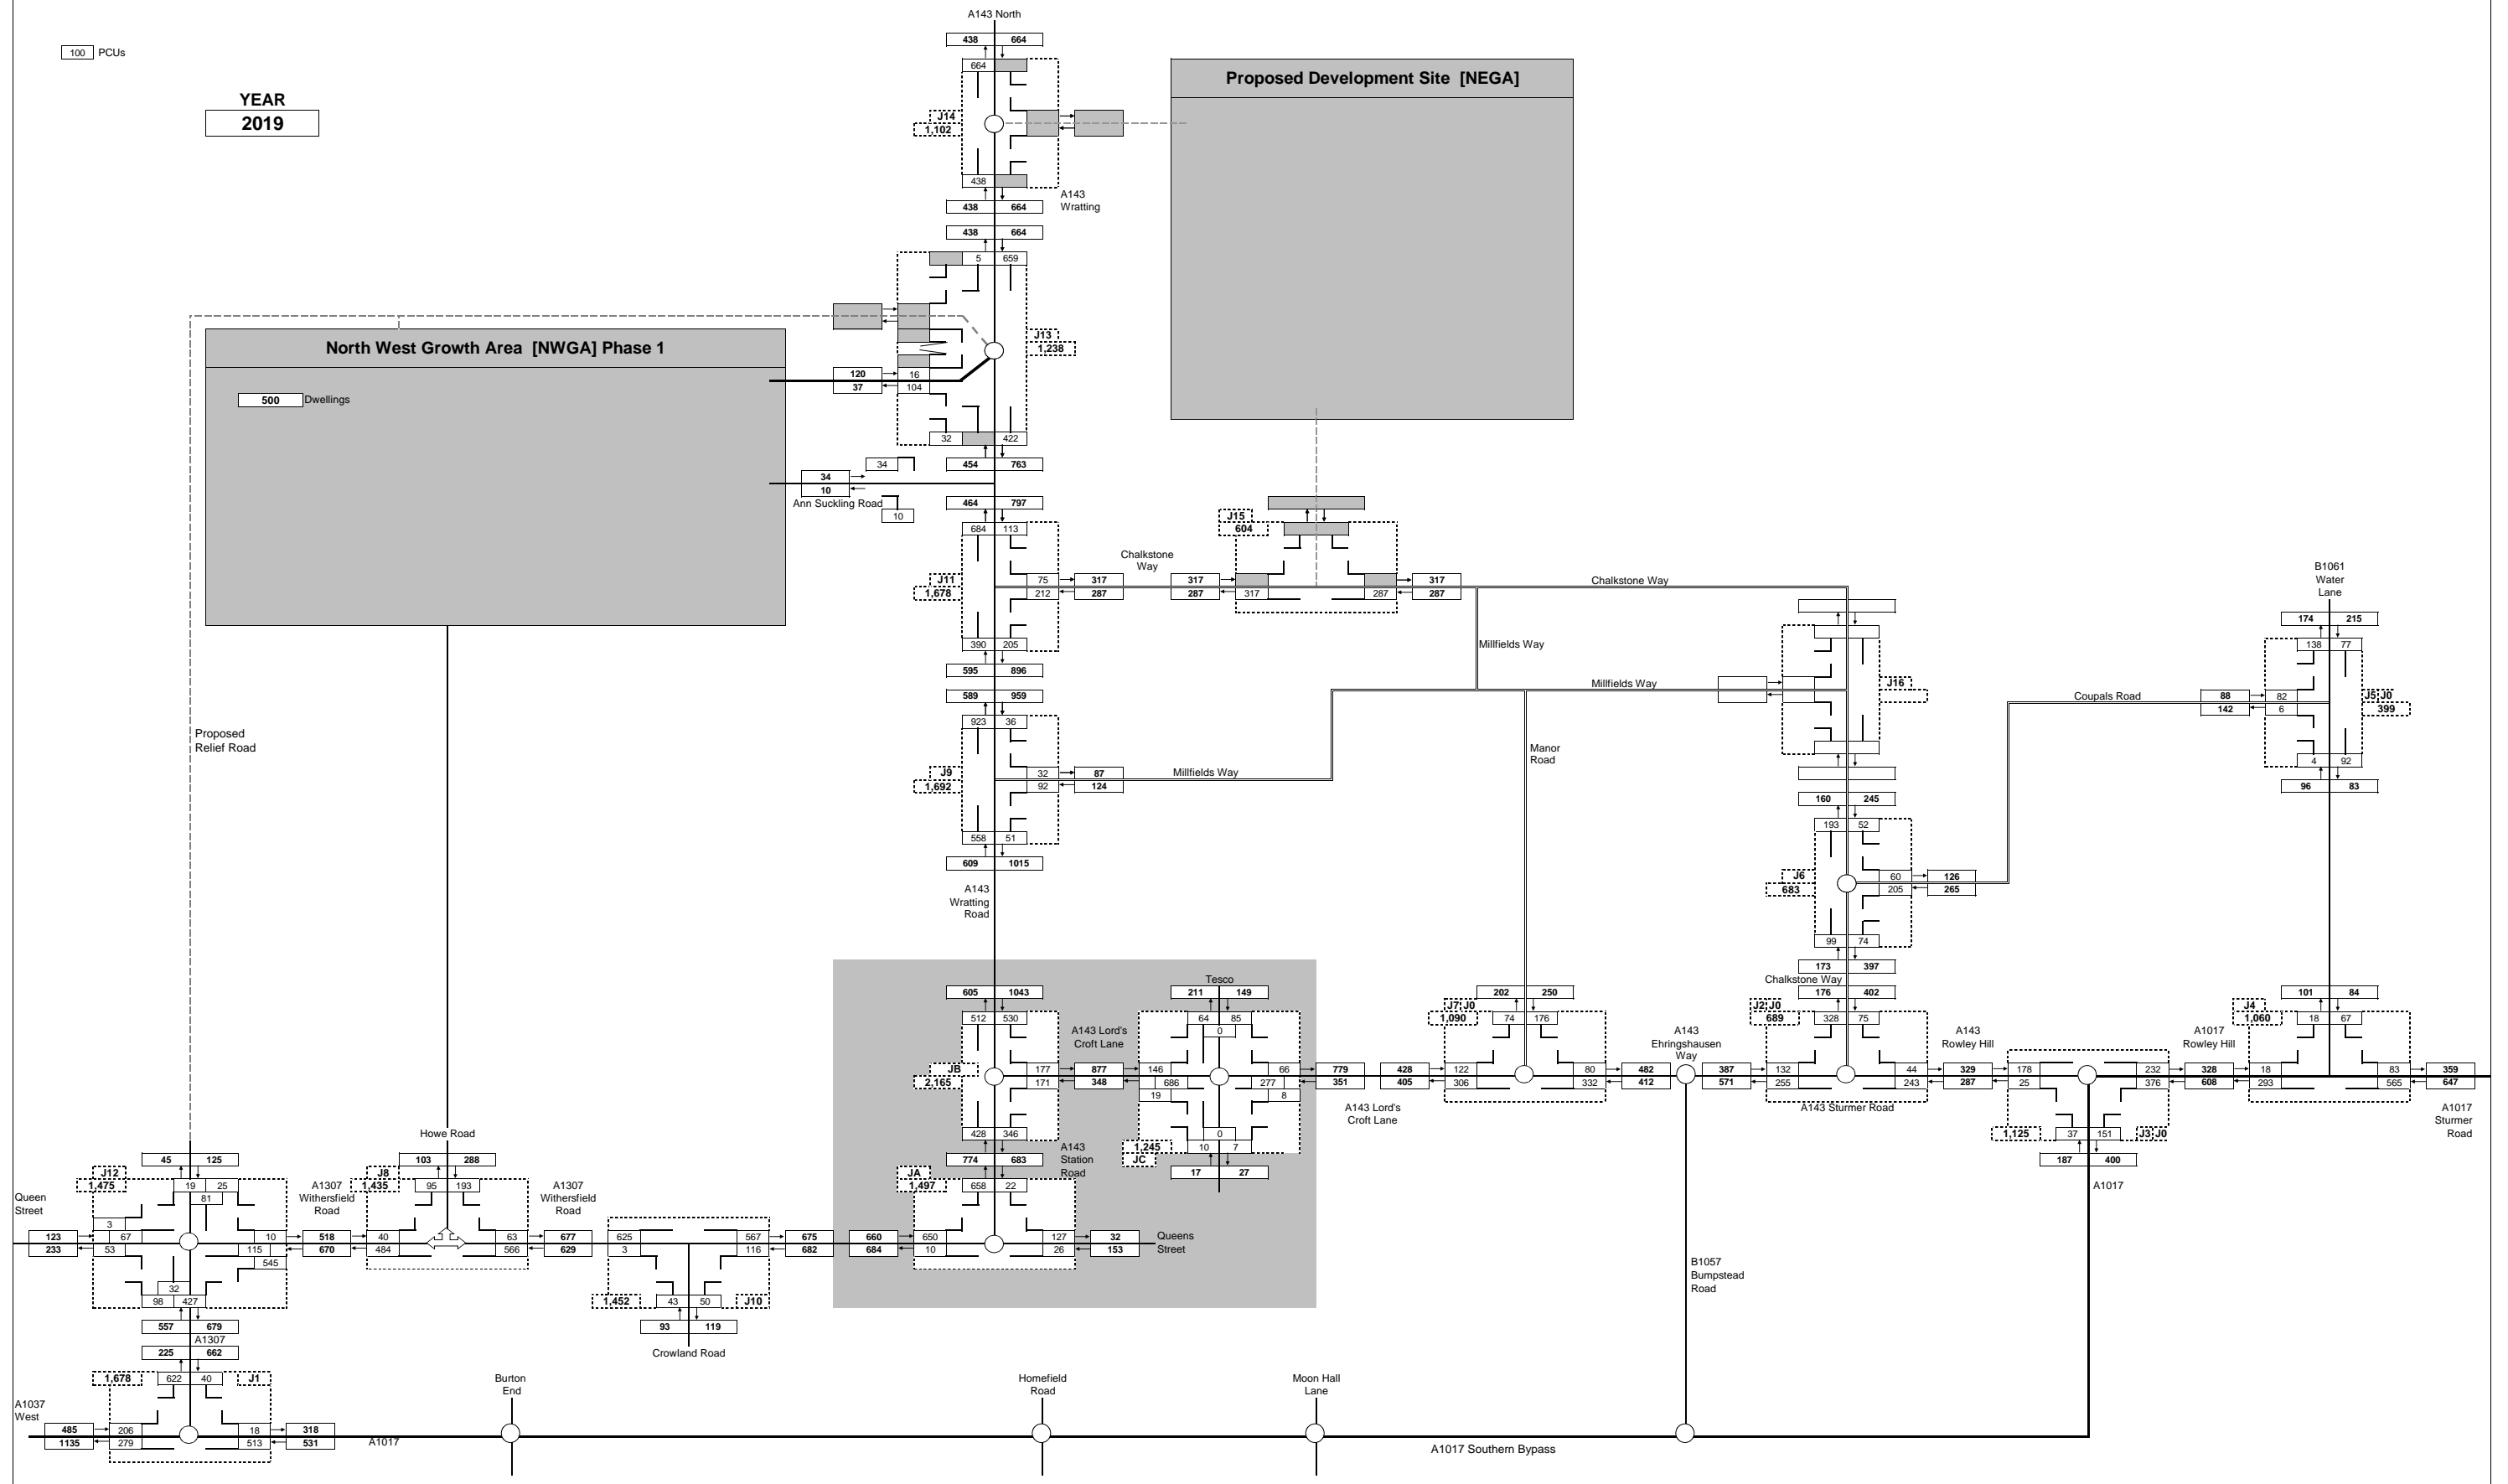 A143 North
438 664
100 PCUs
664
Proposed Development Site [NEGA]
YEAR
2019
J14
1,102
438
A143
Wratting
438 664
438 664
5 659
J13
1,238
North West Growth Area [NWGA] Phase 1
120 16
37 104
500 Dwellings
32 422
454 763
34
34
10
Ann Suckling Road
10
464 797
684 113
J15
604
Chalkstone
Way
J11
1,678
75 317
212 287
317
287 317
317
287 287
Chalkstone Way
B1061
Water
Lane
174 215
138 77
390 205
595 896
Millfields Way
589 959
Millfields Way
J16
Coupals Road
88 82
142 6
J5 J0
399
923 36
Proposed
Relief Road
Manor
Road
J9
1,692
32 87
92 124
Millfields Way
4 92
96 83
160 245
193 52
558 51
609 1015
J6
683
60 126
205 265
A143
Wratting
Road
99 74
173 397
Chalkstone Way
605 1043
512 530
Tesco
211 149
64 85
0
J7 J0
1,090
202 250
74 176
J2 J0
689
176 402
328 75
J4
1,060
101 84
18 67
A143 Lord's
Croft Lane
A143
Ehringshausen
Way
A143
Rowley Hill
A1017
Rowley Hill
JB
2,165
177 877 146
171 348 686
19
66 779
277 351
8
428 122
405 306
80 482
332 412
387 132
571 255
44 329 178
243 287 25
232 328 18
376 608 293
83 359
565 647
A143 Lord's
Croft Lane
A143 Sturmer Road
A1017
Sturmer
Road
428 346
774 683
A143
Station
Road
0
10 7
1,245
JC
17 27
1,125
37 151
J3 J0
187 400
A1017
Howe Road
J12
1,475
45 125
19 25
81
J8
1,435
103 288
95 193
JA
1,497
658 22
Queen
Street
A1307
Withersfield
Road
A1307
Withersfield
Road
3
123 67
233 53
10 518 40
115 670 484
545
63 677
566 629
625
3
567 675
116 682
660 650
684 10
127 32
26 153
Queens
Street
32
98 427
557 679
A1307
1,452
43 50
J10
93 119
Crowland Road
B1057
Bumpstead
Road
225 662
1,678
622 40
J1
Burton
End
Homefield
Road
Moon Hall
Lane
A1037
West
485 206
1135 279
18 318
513 531
A1017
A1017 Southern Bypass